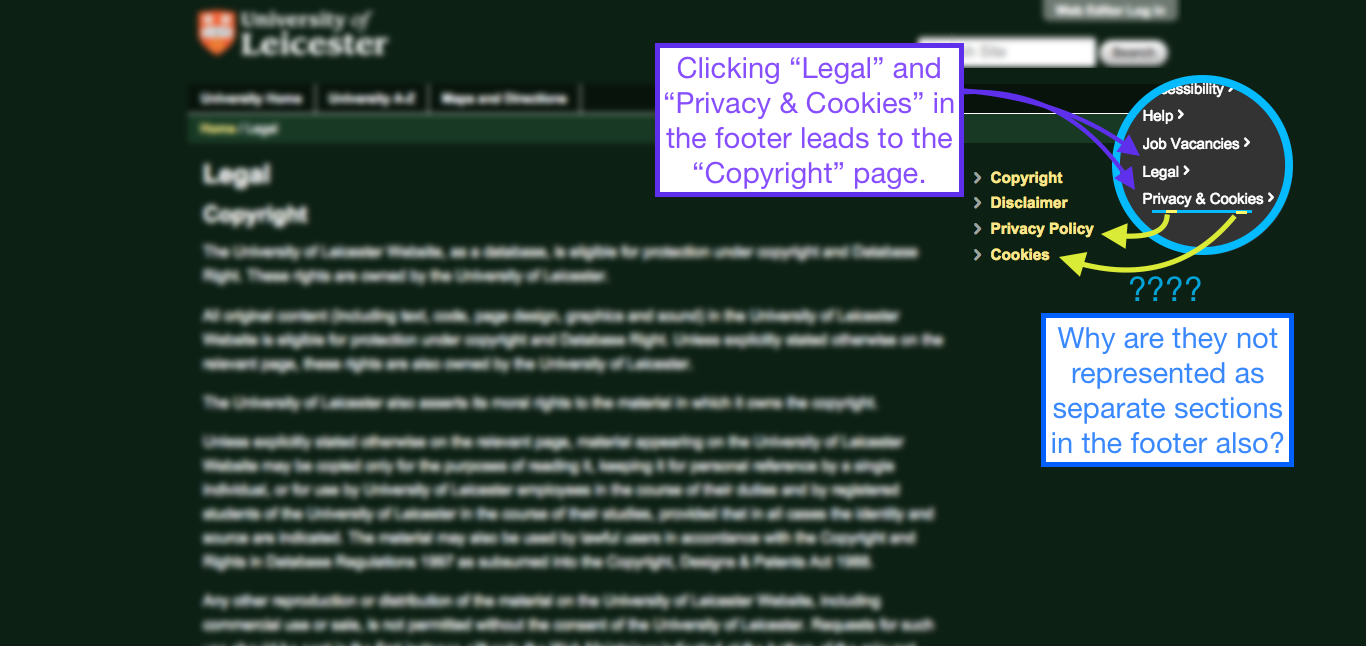 University of
Leicester
Web Editor Log In
Site
Search
University Home
University A-Z
Maps and Directions
Home / Legal
Clicking “Legal” and
“Privacy & Cookies” in
the footer leads to the
“Copyright” page.
Help
Job Vacancies
Legal
Privacy & Cookies
Copyright
Disclaimer
Privacy Policy
Cookies
????
Why are they not
represented as
separate sections
in the footer also?
Legal
Copyright
The University of Leicester Website, as a database, is eligible for protection under copyright and Database
Right. These rights are owned by the University of Leicester.
All original content (including text, code, page design, graphics and sound) in the University of Leicester
Website is eligible for protection under copyright and Database Right. Unless explicitly stated otherwise on the
relevant page, these rights are also owned by the University of Leicester.
The University of Leicester also asserts its moral rights to the material in which it owns the copyright.
Unless explicitly stated otherwise on the relevant page, material appearing on the University of Leicester
Website may be copied only for the purposes of reading it, keeping it for personal reference by a single
individual, or for use by University of Leicester employees in the course of their duties and by registered
students of the University of Leicester in the course of their studies, provided that in all cases the identity and
source are indicated. The material may also be used by lawful users in accordance with the Copyright and
Rights in Database Regulations 1997 as subsumed into the Copyright, Designs & Patents Act 1988.
Any other reproduction or distribution of the material on the University of Leicester Website, including
commercial use or sale, is not permitted without the consent of the University of Leicester. Requests for such